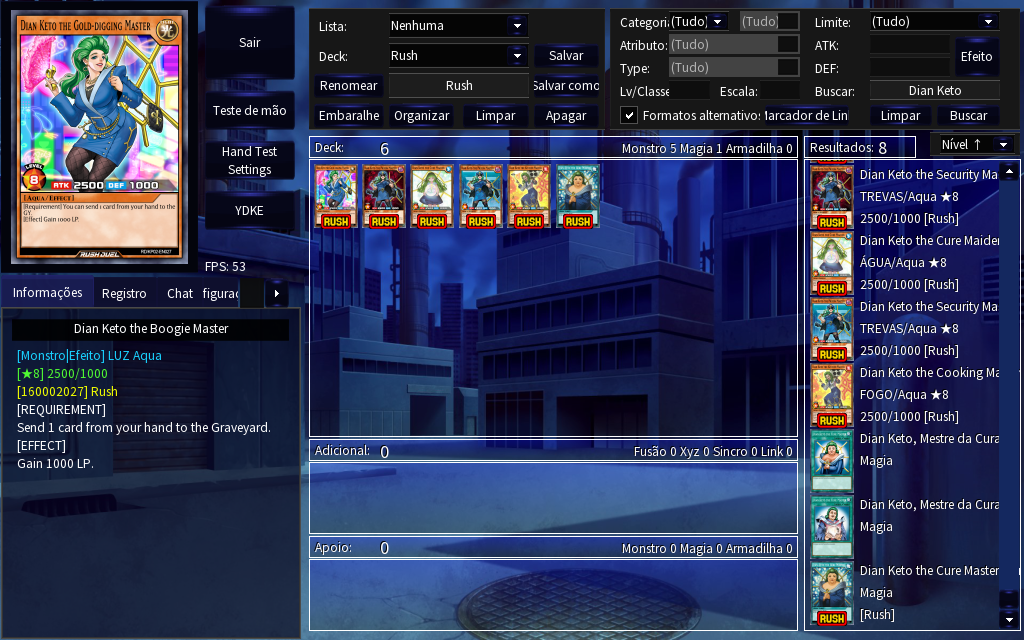 DIAN KETO THE GOLD-DIGGING MASTER
LEVEL
8
ATK 2500 DEF 1000
[AQUA/EFFECT]
[Requirement] You can send 1 card from your hand to the GY.
[Effect] Gain 1000 LP.
RUSH DUEL
Sair
Teste de mão
Hand Test
Settings
YDKE
FPS: 53
Lista:
Nenhuma
Deck:
Rush
Salvar
Renomear
Rush
Salvar como
Embaralhe
Organizar
Limpar
Apagar
Categori:
(Tudo)
(Tudo)
Limite:
(Tudo)
Atributo:
(Tudo)
ATK:
Type:
(Tudo)
DEF:
Efeito
Lv/Classe
Escala:
Buscar:
Dian Keto
Formatos alternativo:
Marcador de Link
Limpar
Buscar
Informações
Registro
Chat
figurac
Dian Keto the Boogie Master
[Monstro|Efeito] LUZ Aqua
[★8] 2500/1000
[160002027] Rush
[REQUIREMENT]
Send 1 card from your hand to the Graveyard.
[EFFECT]
Gain 1000 LP.
Deck:
6
Monstro 5 Magia 1 Armadilha 0
RUSH
RUSH
RUSH
RUSH
RUSH
RUSH
Adicional:
0
Fusão 0 Xyz 0 Sincro 0 Link 0
Apoio:
0
Monstro 0 Magia 0 Armadilha 0
Resultados: 8
Nível ↑
Dian Keto the Security Ma
TREVAS/Aqua ★8
2500/1000 [Rush]
RUSH
Dian Keto the Cure Maiden
ÁGUA/Aqua ★8
2500/1000 [Rush]
RUSH
Dian Keto the Security Ma
TREVAS/Aqua ★8
2500/1000 [Rush]
RUSH
Dian Keto the Cooking Ma
FOGO/Aqua ★8
2500/1000 [Rush]
RUSH
Dian Keto, Mestre da Cura
Magia
Dian Keto, Mestre da Cura
Magia
Dian Keto the Cure Master
Magia
[Rush]
RUSH